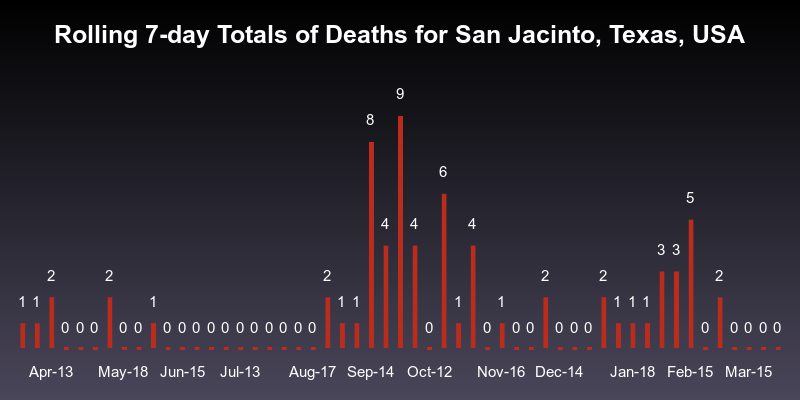 Rolling 7-day Totals of Deaths for San Jacinto, Texas, USA
1 1 2 0 0 0 2 0 0 1 0 0 0 0 0 0 0 0 0 0 0 2 1 1 8 4 9 4 0 6 1 4 0 1 0 0 2 0 0 0 2 1 1 1 3 3 5 0 2 0 0 0 0
Apr-13 May-18 Jun-15 Jul-13 Aug-17 Sep-14 Oct-12 Nov-16 Dec-14 Jan-18 Feb-15 Mar-15